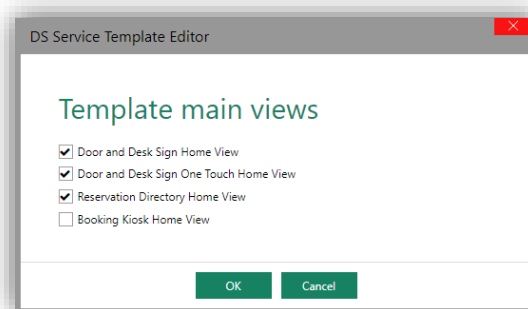 DS Service Template Editor
Template main views
Door and Desk Sign Home View
Door and Desk Sign One Touch Home View
Reservation Directory Home View
Booking Kiosk Home View
OK Cancel